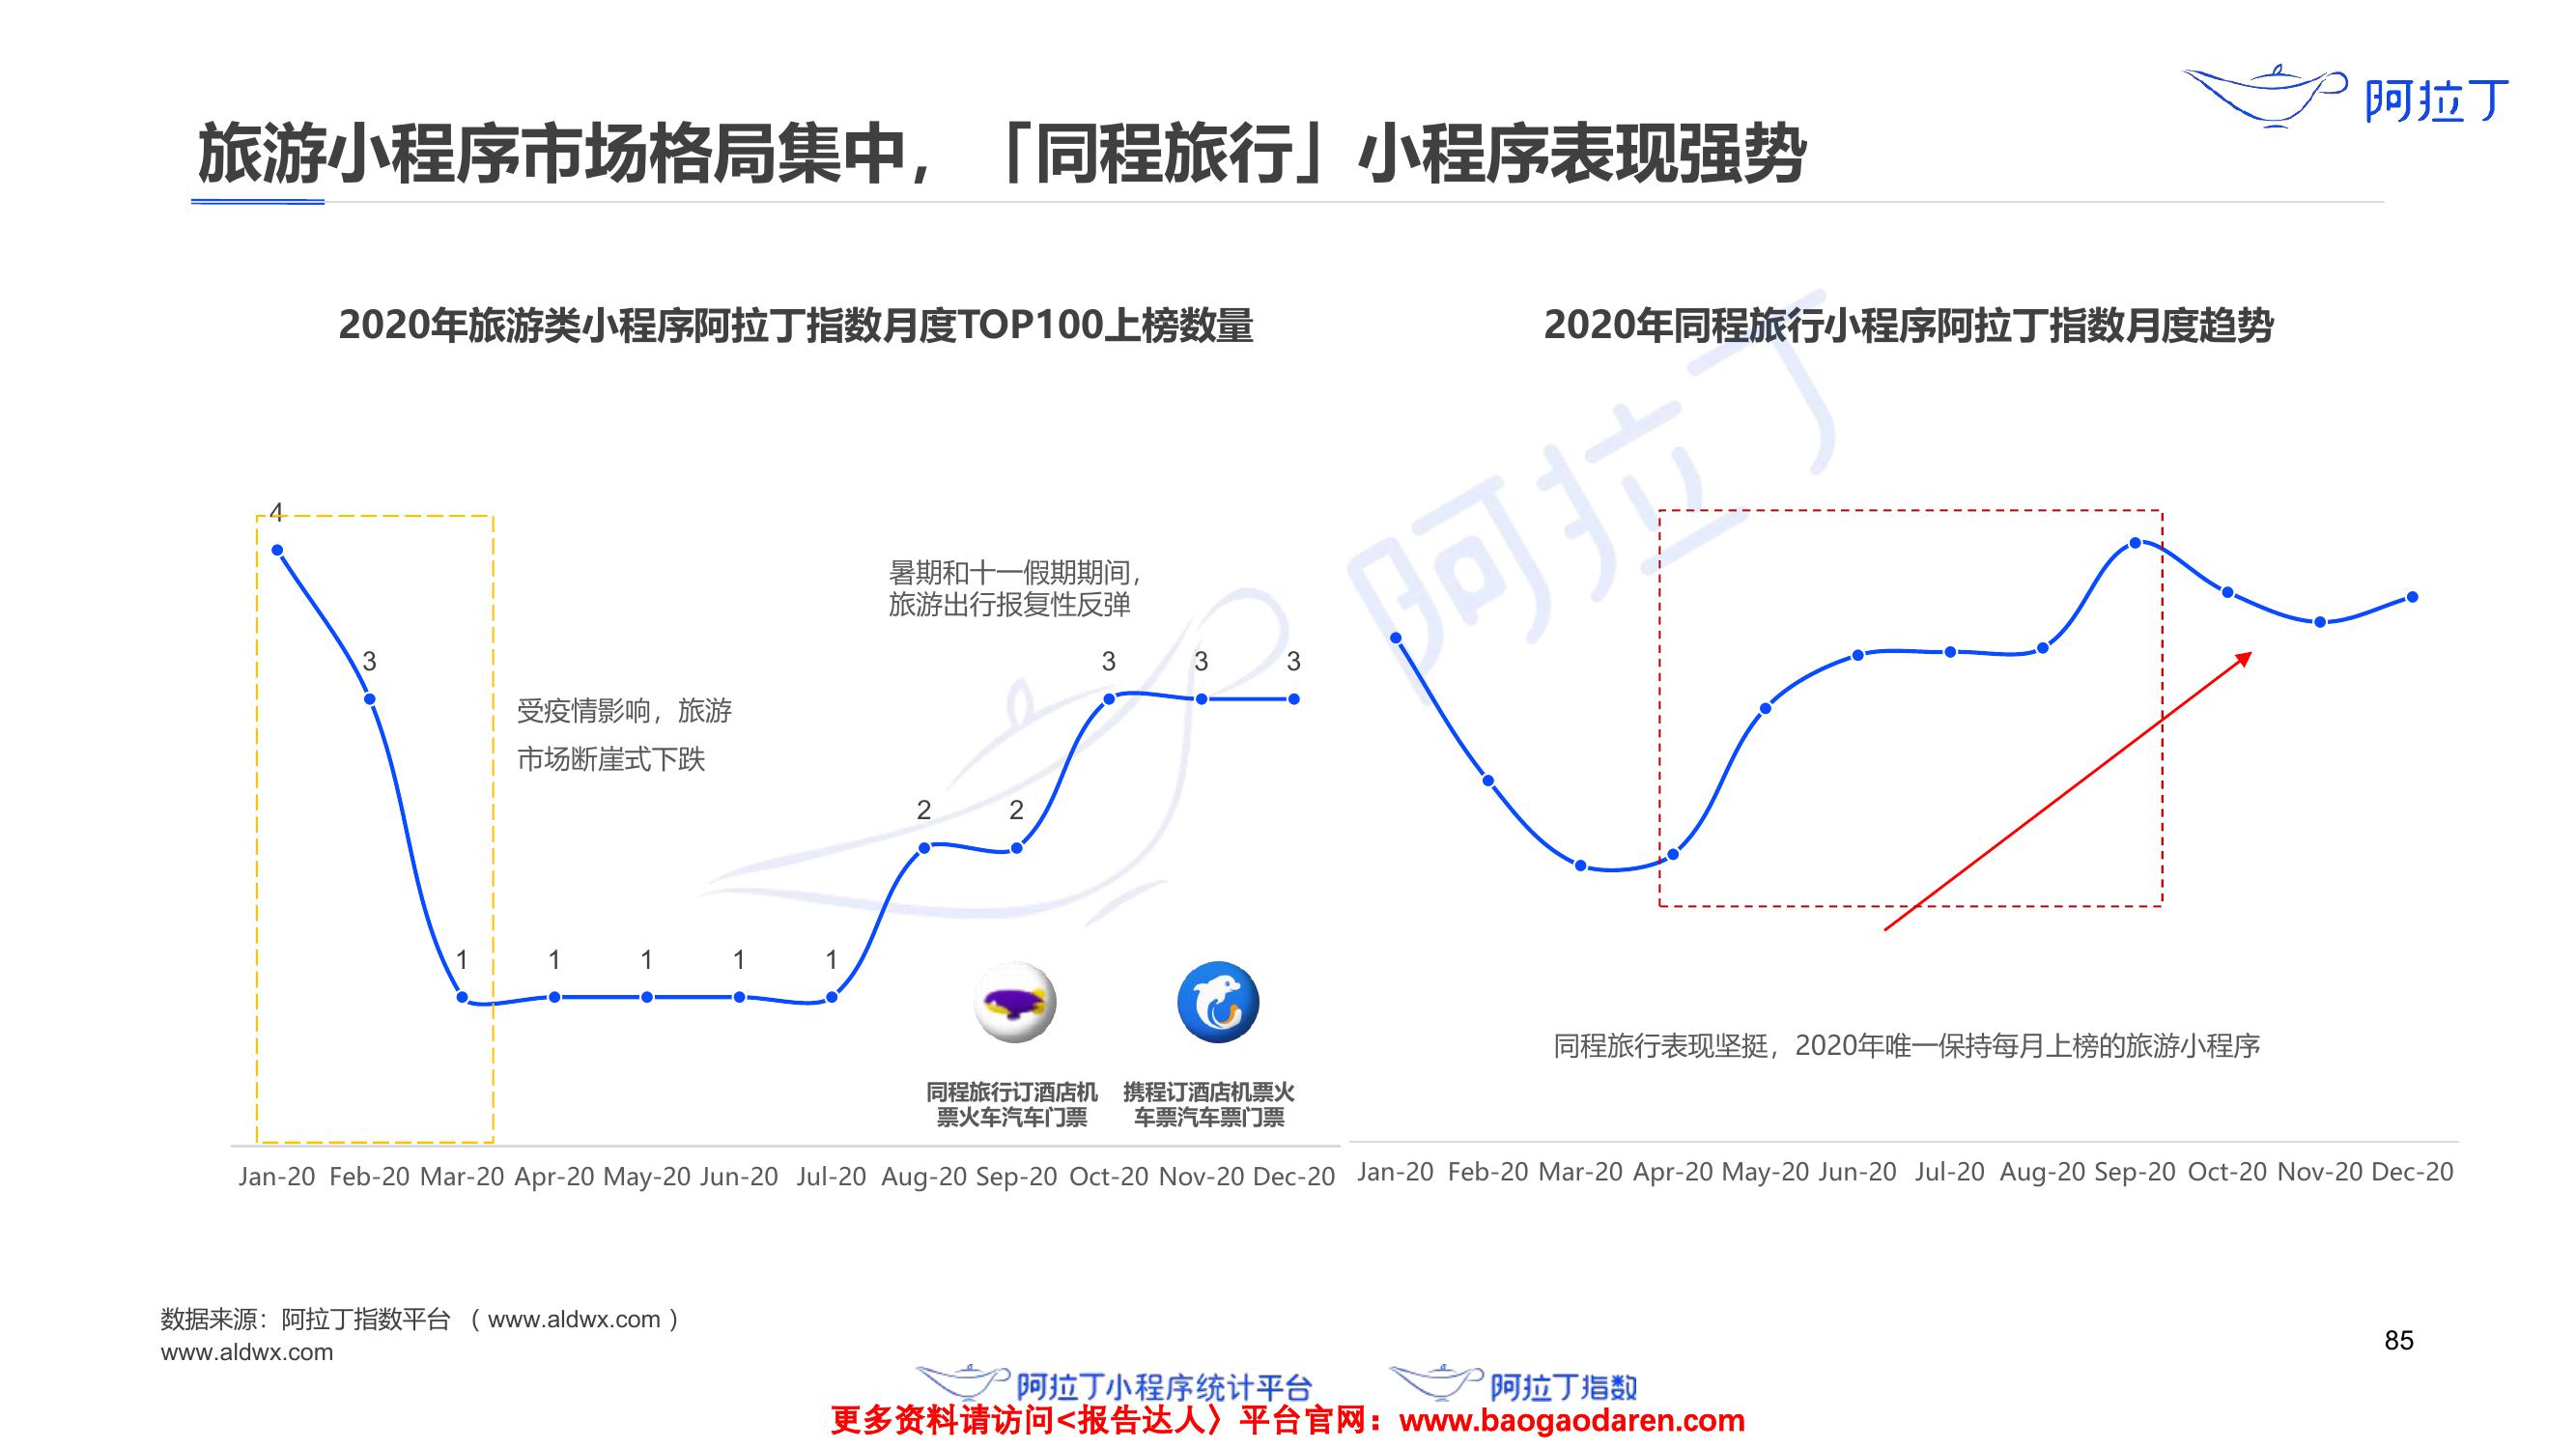 阿拉丁
旅游小程序市场格局集中，「同程旅行」小程序表现强势
2020年旅游类小程序阿拉丁指数月度TOP100上榜数量
4
3
1
1
1
1
1
2
2
3
3
3
受疫情影响，旅游
市场断崖式下跌
暑期和十一假期期间，
旅游出行报复性反弹
同程旅行订酒店机
票火车汽车门票
携程订酒店机票火
车票汽车票门票
Jan-20 Feb-20 Mar-20 Apr-20 May-20 Jun-20 Jul-20 Aug-20 Sep-20 Oct-20 Nov-20 Dec-20
2020年同程旅行小程序阿拉丁指数月度趋势
阿拉丁
同程旅行表现坚挺，2020年唯一保持每月上榜的旅游小程序
Jan-20 Feb-20 Mar-20 Apr-20 May-20 Jun-20 Jul-20 Aug-20 Sep-20 Oct-20 Nov-20 Dec-20
数据来源：阿拉丁指数平台 （www.aldwx.com）
www.aldwx.com
85
阿拉丁小程序统计平台
阿拉丁指数
更多资料请访问<报告达人〉平台官网：www.baogaodaren.com